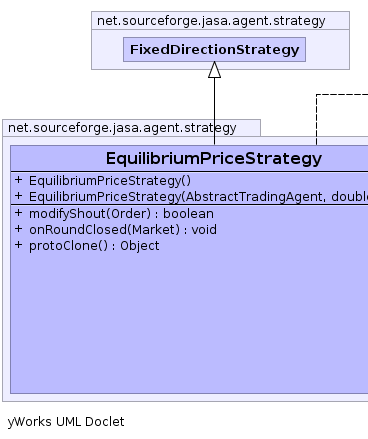 net.sourceforge.jasa.agent.strategy
FixedDirectionStrategy
net.sourceforge.jasa.agent.strategy
EquilibriumPriceStrategy
+ EquilibriumPriceStrategy()
+ EquilibriumPriceStrategy(AbstractTradingAgent, double
+ modifyShout(Order) : boolean
+ onRoundClosed(Market) : void
+ protoClone() : Object
yWorks UML Doclet